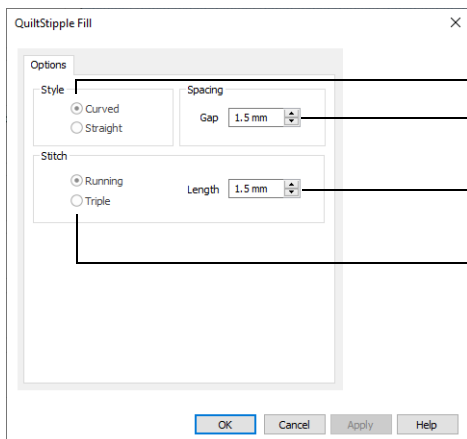 QuiltStipple Fill
Options
Style
Spacing
Curved
Gap 1.5 mm
Straight
Stitch
Running
Length 1.5 mm
Triple
OK Cancel Apply Help